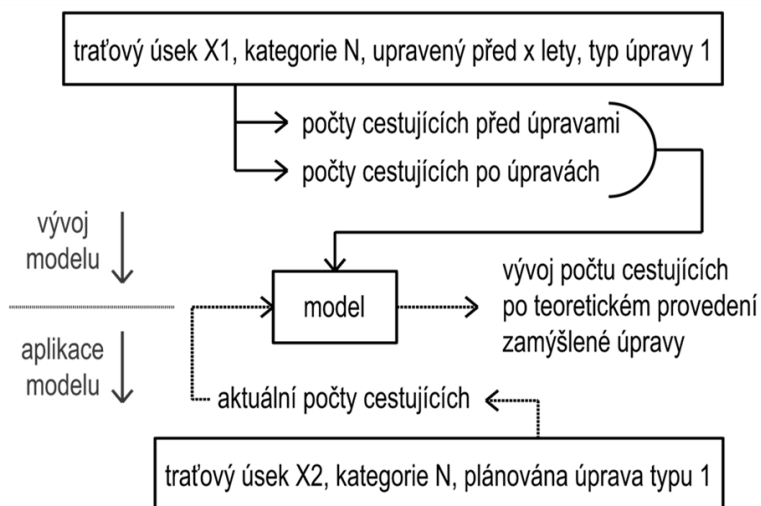 traťový úsek X1, kategorie N, upravený před x lety, typ úpravy 1
počty cestujících před úpravami
počty cestujících po úpravách
vývoj
modelu
model
vývoj počtu cestujících
po teoretickém provedení
zamýšlené úpravy
aplikace
modelu
aktuální počty cestujících
traťový úsek X2, kategorie N, plánována úprava typu 1